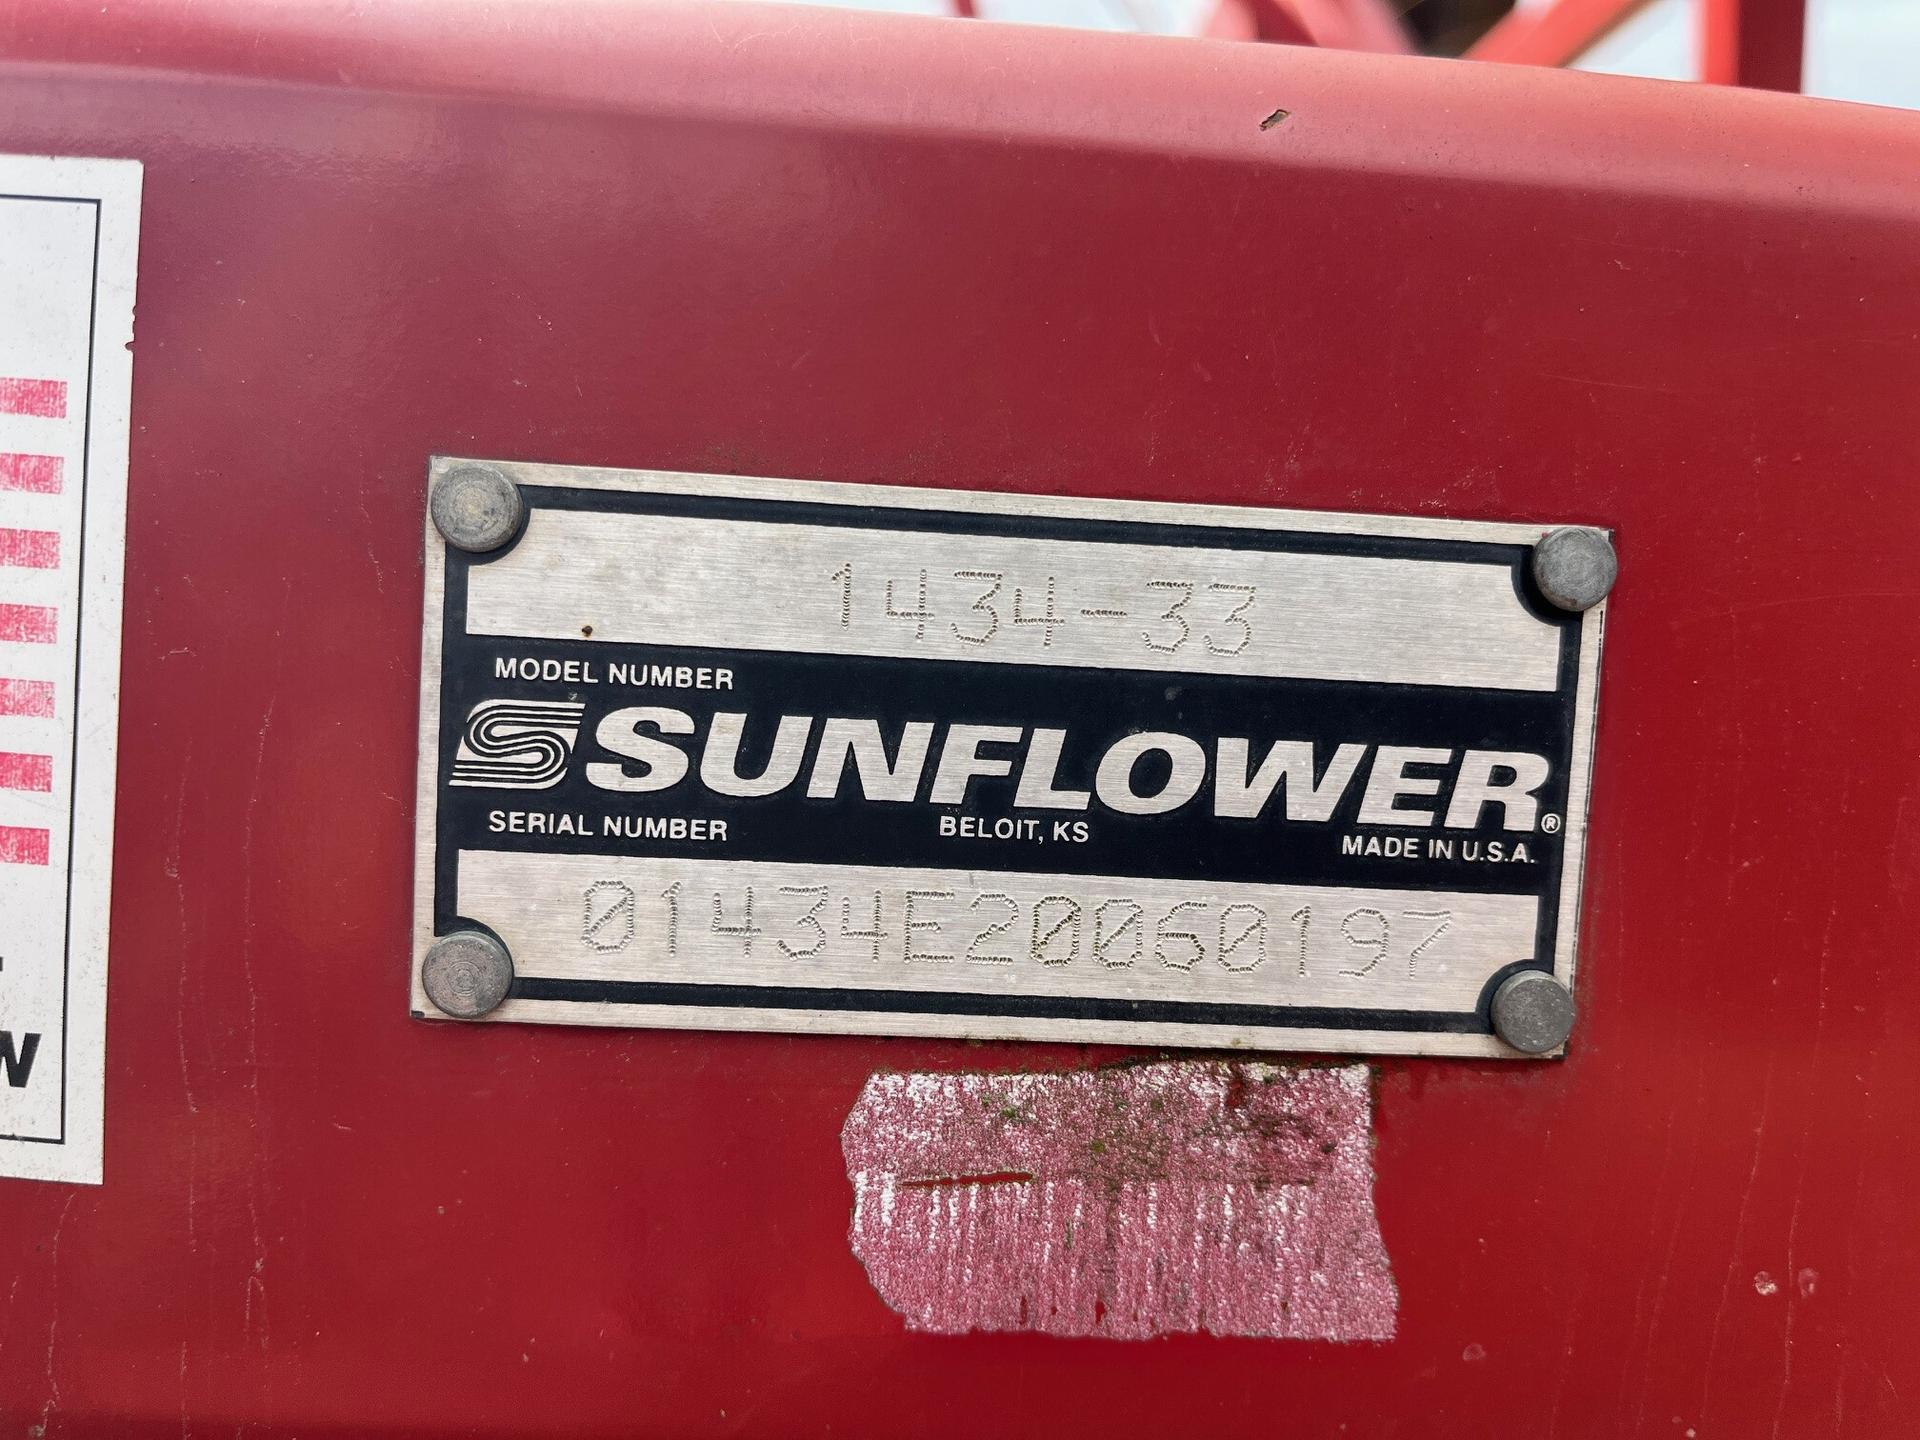 1434-33
MODEL NUMBER
SUNFLOWER®
SERIAL NUMBER BELOIT, KS MADE IN U.S.A.
01434E20060197
W